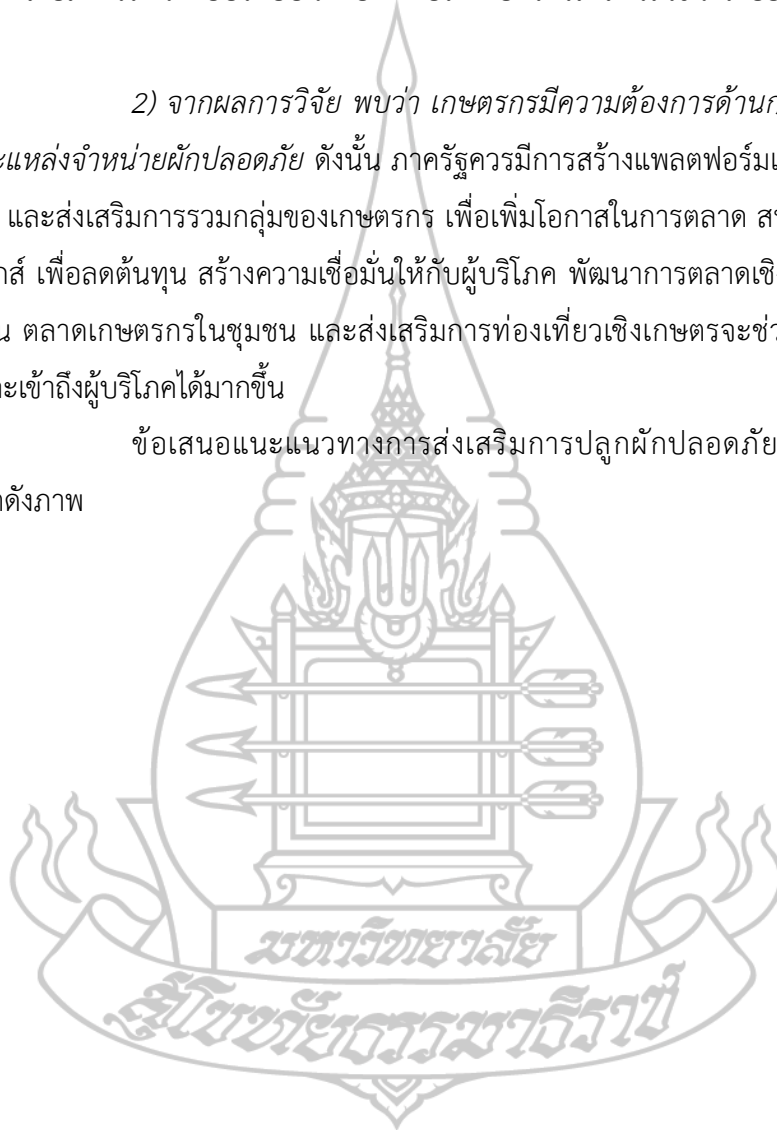 2) จากผลการวิจัย พบว่า เกษตรกรมีความต้องการด้าน
แหล่งจำหน่ายผักปลอดภัย ดังนั้น ภาครัฐควรมีการสร้างแพลตฟอร์ม
และส่งเสริมการรวมกลุ่มของเกษตรกร เพื่อเพิ่มโอกาสในการตลาด
เพื่อลดต้นทุน สร้างความเชื่อมั่นให้กับผู้บริโภค พัฒนาการตลาดเชิง
ตลาดเกษตรกรในชุมชน และส่งเสริมการท่องเที่ยวเชิงเกษตรจะช่ว
ะเข้าถึงผู้บริโภคได้มากขึ้น
ข้อเสนอแนะแนวทางการส่งเสริมการปลูกผักปลอดภัย
ดังภาพ
มหาวิทยาลัย
สุโขทัยธรรมาธิราช